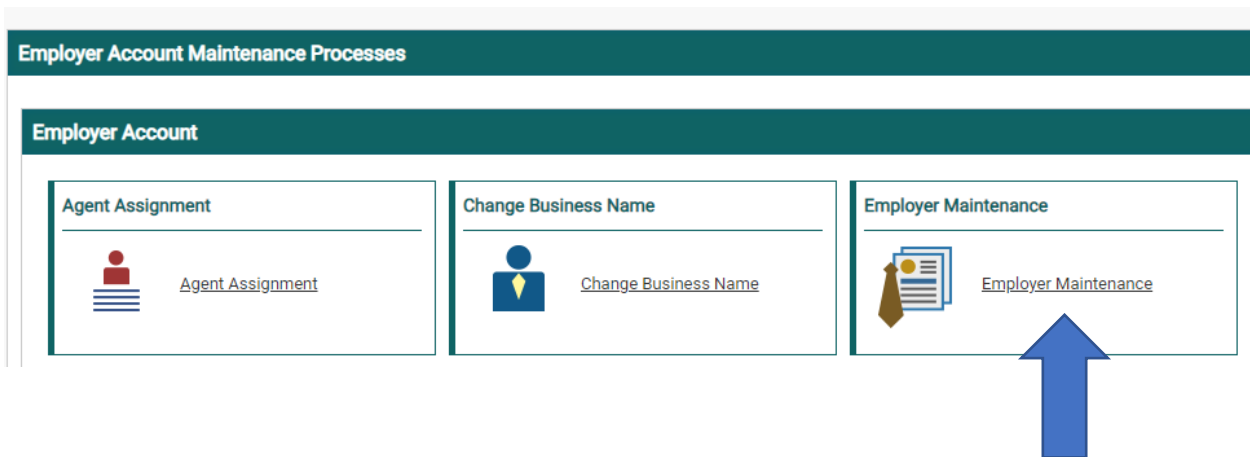 Employer Account Maintenance Processes
Employer Account
Agent Assignment
Agent Assignment
Change Business Name
Change Business Name
Employer Maintenance
Employer Maintenance